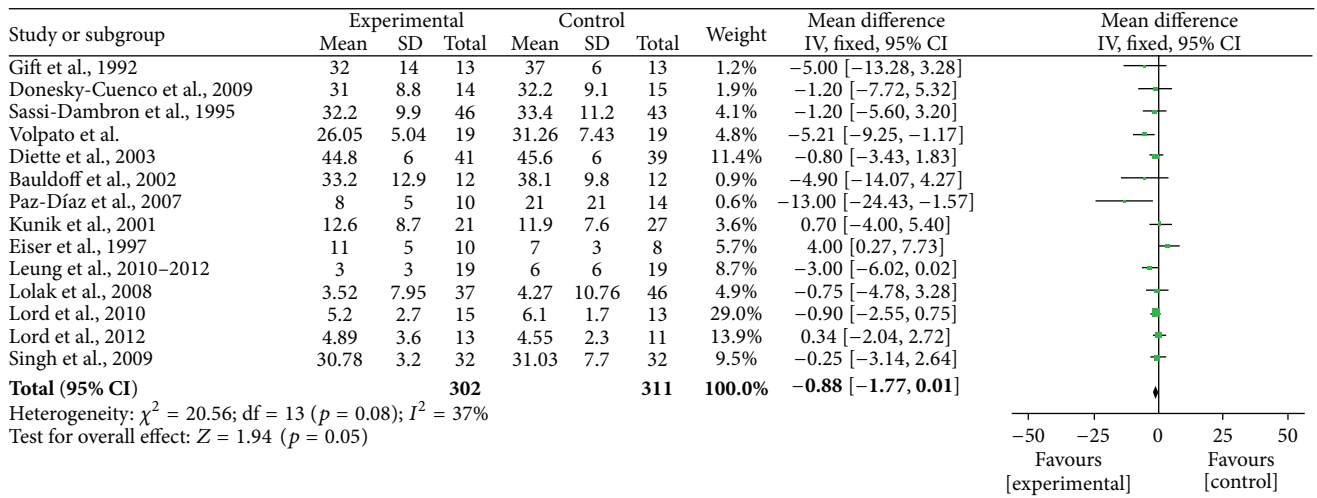 Study or subgroup Experimental Control Weight Mean difference Mean difference
Mean SD Total Mean SD Total IV, fixed, 95% CI IV, fixed, 95% CI
Gift et al., 1992 32 14 13 37 6 13 1.2% −5.00 [−13.28, 3.28]
Donesky-Cuenco et al., 2009 31 8.8 14 32.2 9.1 15 1.9% −1.20 [−7.72, 5.32]
Sassi-Dambron et al., 1995 32.2 9.9 46 33.4 11.2 43 4.1% −1.20 [−5.60, 3.20]
Volpato et al. 26.05 5.04 19 31.26 7.43 19 4.8% −5.21 [−9.25, −1.17]
Diette et al., 2003 44.8 6 41 45.6 6 39 11.4% −0.80 [−3.43, 1.83]
Bauldoff et al., 2002 33.2 12.9 12 38.1 9.8 12 0.9% −4.90 [−14.07, 4.27]
Paz-Díaz et al., 2007 8 5 10 21 21 14 0.6% −13.00 [−24.43, −1.57]
Kunik et al., 2001 12.6 8.7 21 11.9 7.6 27 3.6% 0.70 [−4.00, 5.40]
Eiser et al., 1997 11 5 10 7 3 8 5.7% 4.00 [0.27, 7.73]
Leung et al., 2010–2012 3 3 19 6 6 19 8.7% −3.00 [−6.02, 0.02]
Lolak et al., 2008 3.52 7.95 37 4.27 10.76 46 4.9% −0.75 [−4.78, 3.28]
Lord et al., 2010 5.2 2.7 15 6.1 1.7 13 29.0% −0.90 [−2.55, 0.75]
Lord et al., 2012 4.89 3.6 13 4.55 2.3 11 13.9% 0.34 [−2.04, 2.72]
Singh et al., 2009 30.78 3.2 32 31.03 7.7 32 9.5% −0.25 [−3.14, 2.64]
Total (95% CI) 302 311 100.0% −0.88 [−1.77, 0.01]
Heterogeneity: χ² = 20.56; df = 13 (p = 0.08); I² = 37%
Test for overall effect: Z = 1.94 (p = 0.05)
−50 −25 0 25 50
Favours Favours
[experimental] [control]